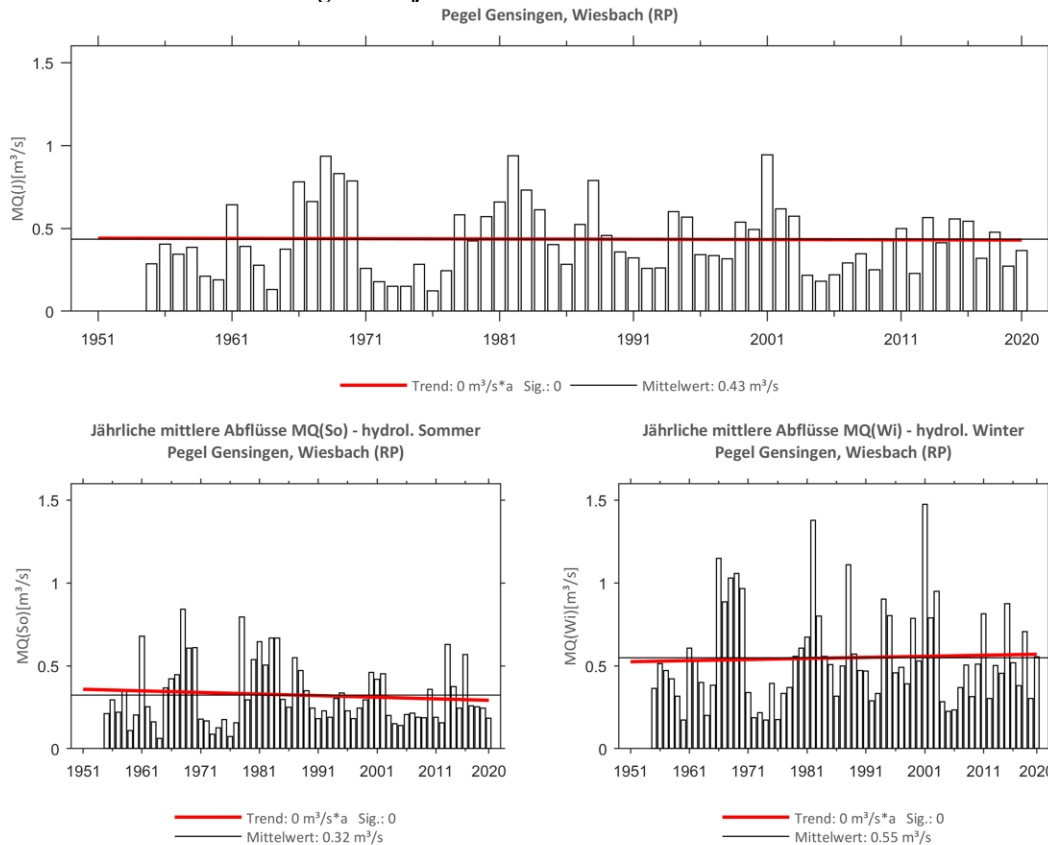 Pegel Gensingen, Wiesbach (RP)
1.5
1
0.5
0
MQ(J)[m³/s]
1951 1961 1971 1981 1991 2001 2011 2020
Trend: 0 m³/s*a Sig.: 0 Mittelwert: 0.43 m³/s
Jährliche mittlere Abflüsse MQ(So) - hydrol. Sommer
Pegel Gensingen, Wiesbach (RP)
1.5
1
0.5
0
MQ(So)[m³/s]
1951 1961 1971 1981 1991 2001 2011 2020
Trend: 0 m³/s*a Sig.: 0
Mittelwert: 0.32 m³/s
Jährliche mittlere Abflüsse MQ(Wi) - hydrol. Winter
Pegel Gensingen, Wiesbach (RP)
1.5
1
0.5
0
MQ(Wi)[m³/s]
1951 1961 1971 1981 1991 2001 2011 2020
Trend: 0 m³/s*a Sig.: 0
Mittelwert: 0.55 m³/s